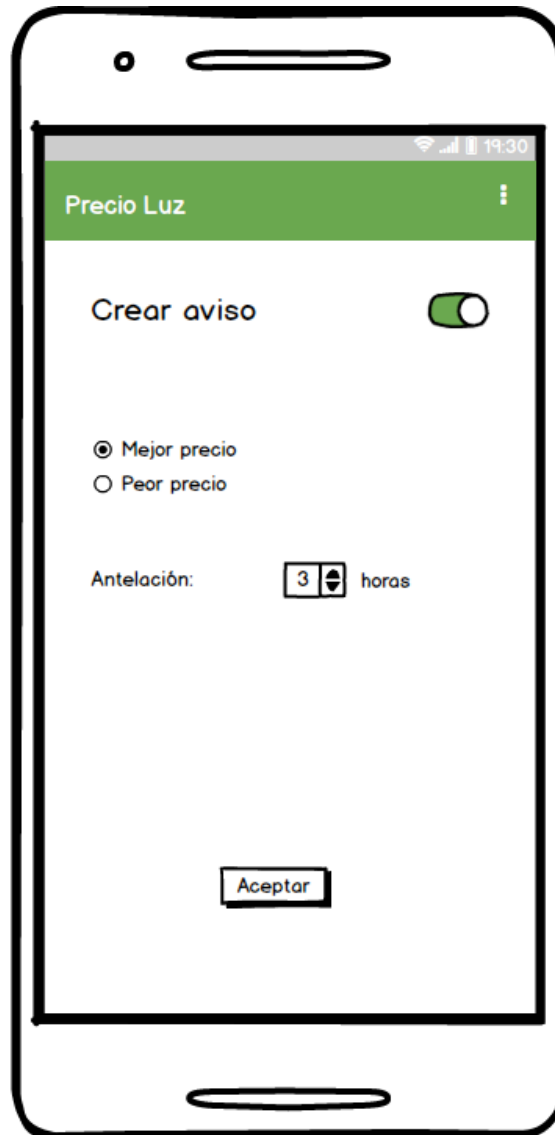 19:30
Precio Luz
Crear aviso
Mejor precio
Peor precio
Antelación: 3 horas
Aceptar